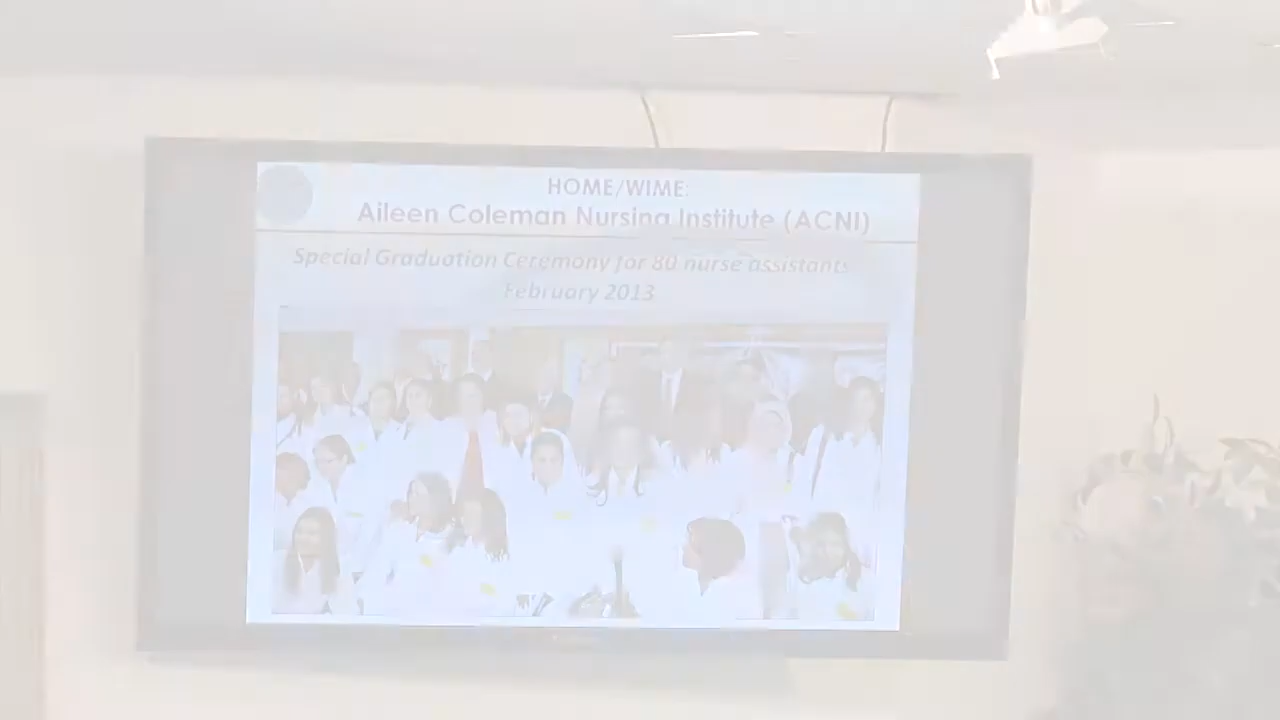 HOME/WIME:
Aileen Coleman Nursing Institute (ACNI)
Special Graduation Ceremony for 80 nurse assistants
February 2013